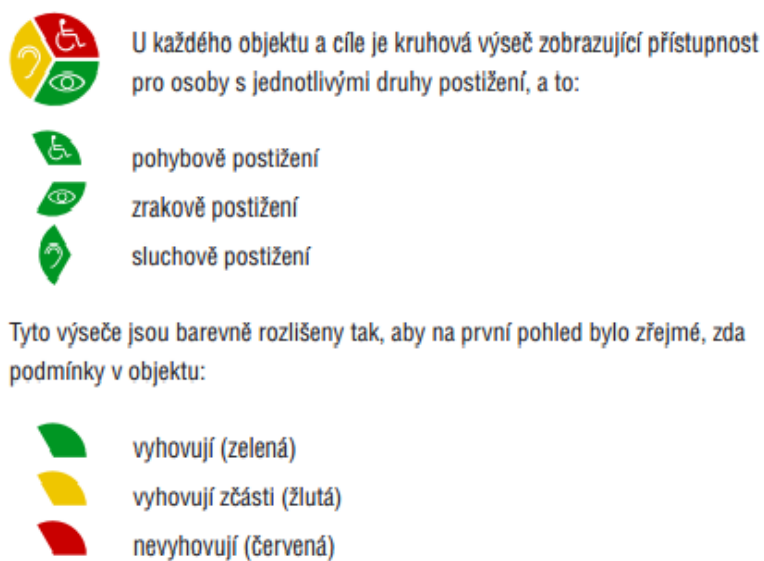 U každého objektu a cíle je kruhová výseč zobrazující přístupnost
pro osoby s jednotlivými druhy postižení, a to:
pohybově postižení
zrakově postižení
sluchově postižení
Tyto výseče jsou barevně rozlišeny tak, aby na první pohled bylo zřejmé, zda
podmínky v objektu:
vyhovují (zelená)
vyhovují zčásti (žlutá)
nevyhovují (červená)